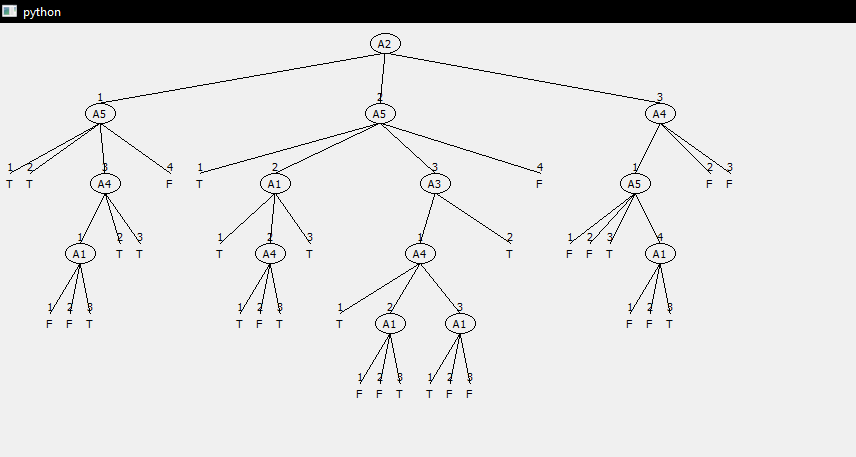 python
A2
1 2 3
A5 A5 A4
1 2 3 4 1 2 3 4 1 2 3
T T A4 F T A1 A3 F A5 F F
1 2 3 1 2 3 1 2 1 2 3 4
A1 T T T A4 T A4 T F F T A1
1 2 3 1 2 3 1 2 3 1 2 3
F F T T F T T A1 A1 F F T
1 2 3 1 2 3
F F T T F F